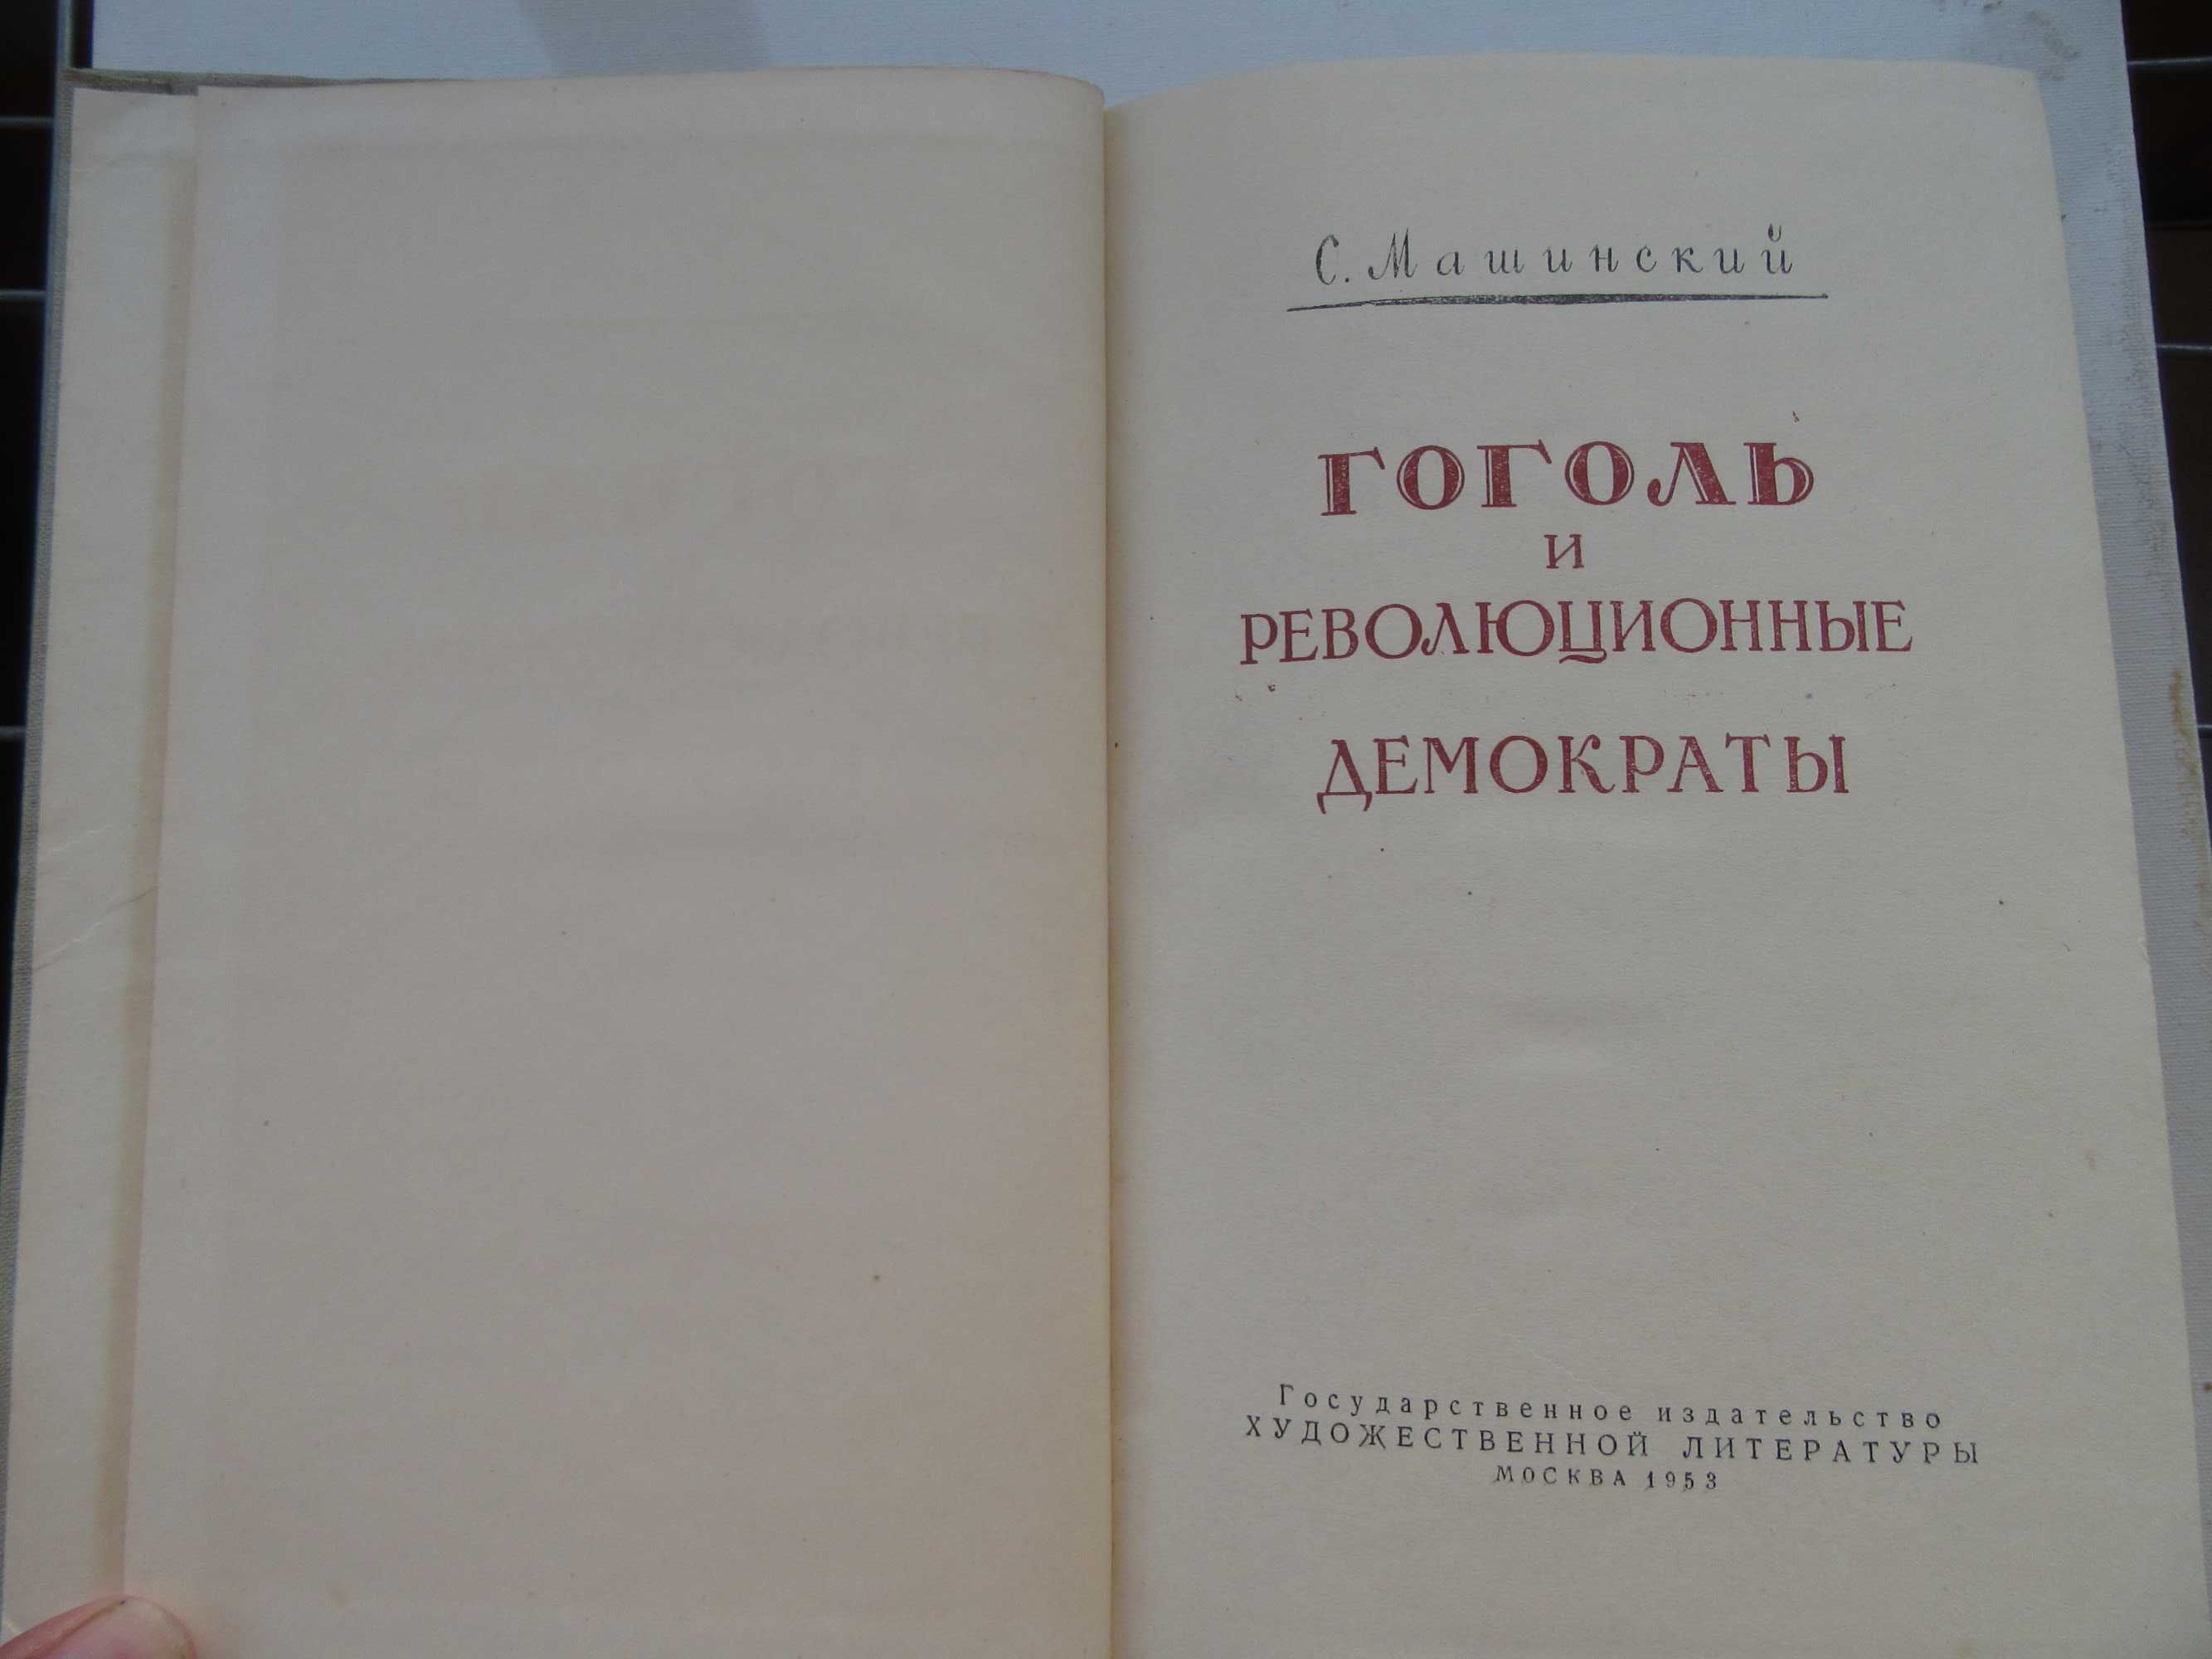 С. Машинский
ГОГОЛЬ
И
РЕВОЛЮЦИОННЫЕ
ДЕМОКРАТЫ
Государственное издательство
ХУДОЖЕСТВЕННОЙ ЛИТЕРАТУРЫ
МОСКВА 1953